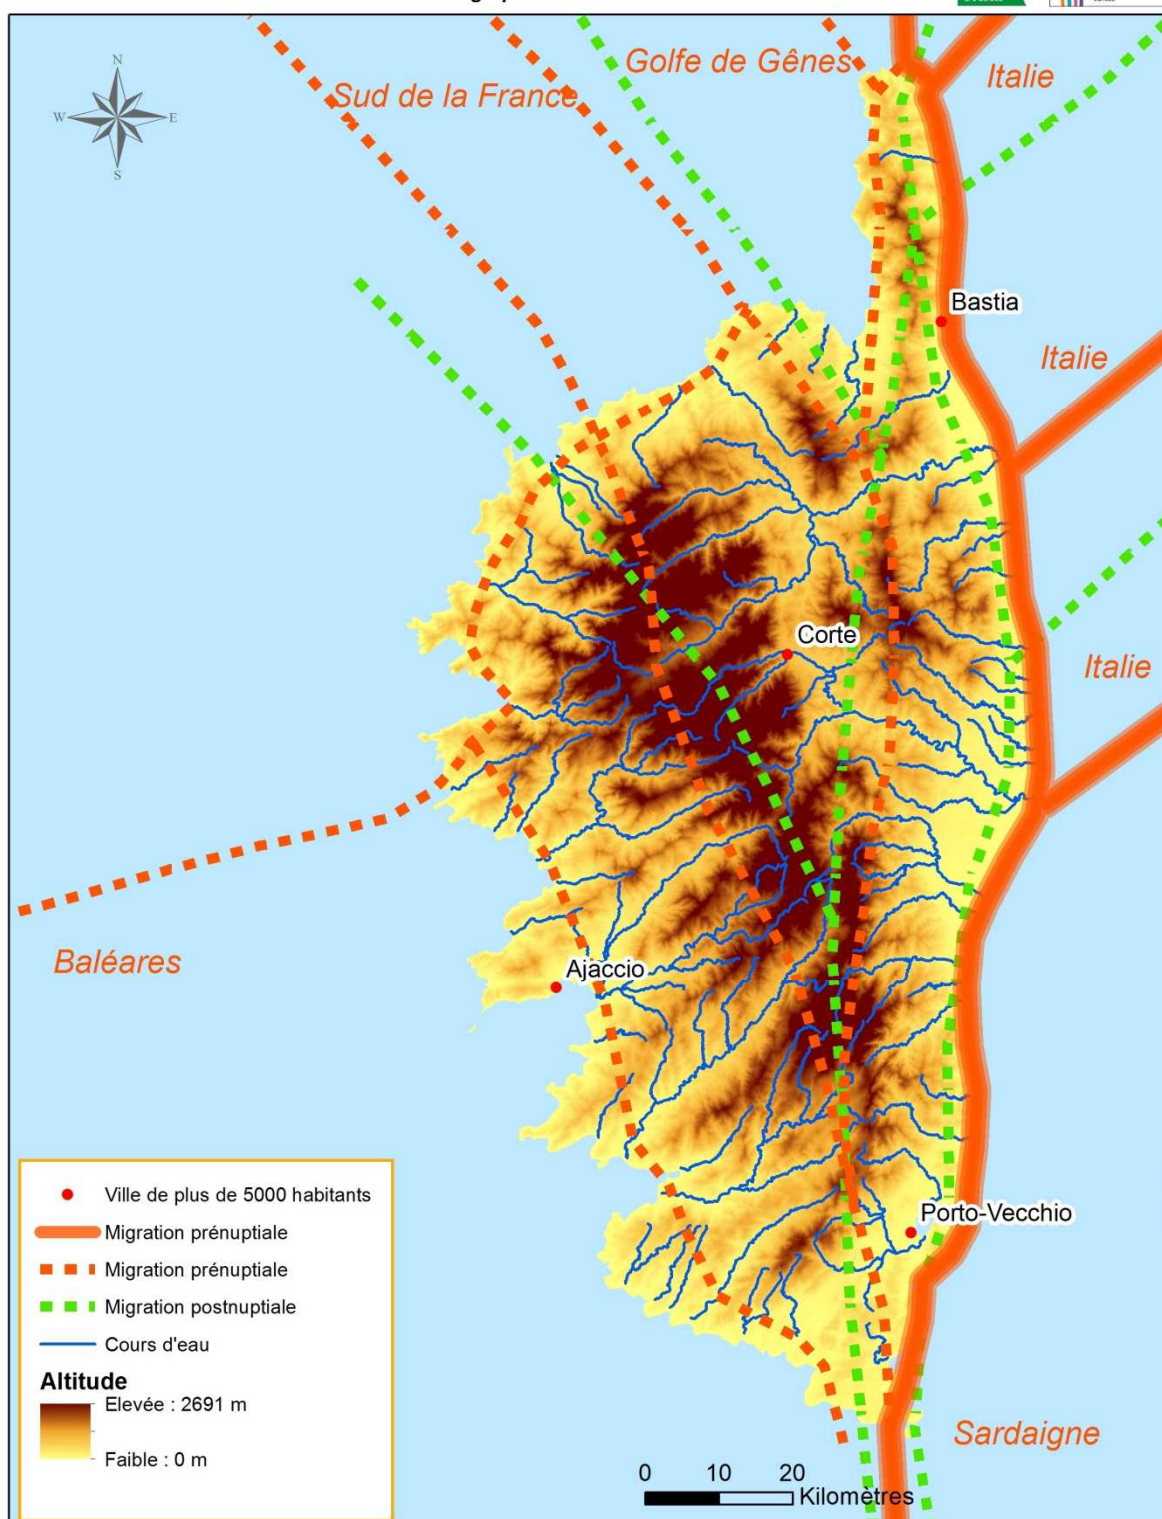 N
W E
S
Sud de la France
Golfe de Gênes
Italie
Bastia
Italie
Corte
Italie
Baléares
Ajaccio
Porto-Vecchio
Sardaigne
Ville de plus de 5000 habitants
Migration prénuptiale
Migration prénuptiale
Migration postnuptiale
Cours d'eau
Altitude
Elevée : 2691 m
Faible : 0 m
0 10 20
Kilomètres